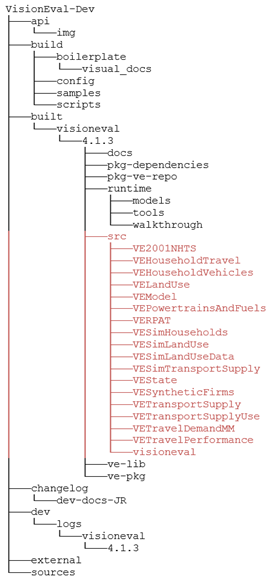 VisionEval-Dev
api
img
build
boilerplate
visual_docs
config
samples
scripts
built
visioneval
4.1.3
docs
pkg-dependencies
pkg-ve-repo
runtime
models
tools
walkthrough
src
VE2001NHTS
VEHouseholdTravel
VEHouseholdVehicles
VELandUse
VEModel
VEPowertrainsAndFuels
VERPAT
VESimHouseholds
VESimLandUse
VESimLandUseData
VESimTransportSupply
VEState
VESyntheticFirms
VETransportSupply
VETransportSupplyUse
VETravelDemandMM
VETravelPerformance
visioneval
ve-lib
ve-pkg
changelog
dev-docs-JR
dev
logs
visioneval
4.1.3
external
sources